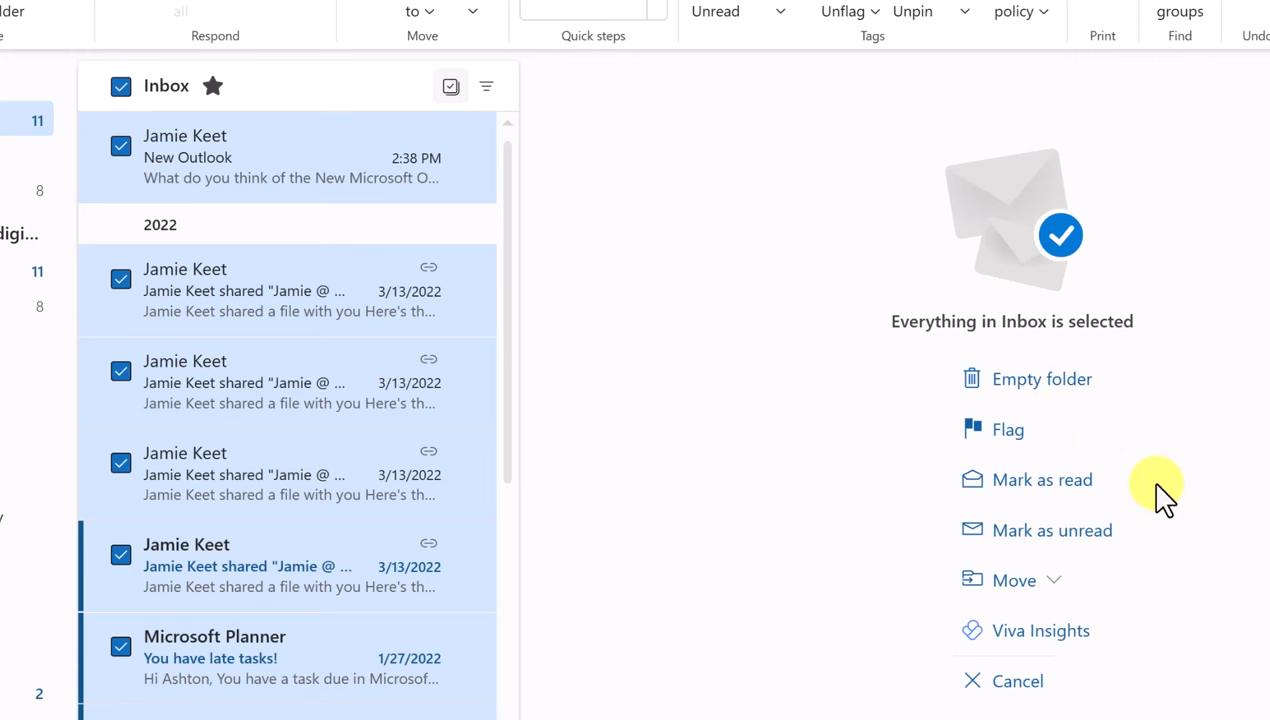 older
all
to
Unread
Unflag
Unpin
policy
groups
Respond
Move
Quick steps
Tags
Print
Find
Undo
11
8
digi...
11
8
2
Inbox
Jamie Keet
New Outlook 2:38 PM
What do you think of the New Microsoft O...
2022
Jamie Keet
Jamie Keet shared "Jamie @ ... 3/13/2022
Jamie Keet shared a file with you Here's th...
Jamie Keet
Jamie Keet shared "Jamie @ ... 3/13/2022
Jamie Keet shared a file with you Here's th...
Jamie Keet
Jamie Keet shared "Jamie @ ... 3/13/2022
Jamie Keet shared a file with you Here's th...
Jamie Keet
Jamie Keet shared "Jamie @ ... 3/13/2022
Jamie Keet shared a file with you Here's th...
Microsoft Planner
You have late tasks! 1/27/2022
Hi Ashton, You have a task due in Microsof...
Everything in Inbox is selected
Empty folder
Flag
Mark as read
Mark as unread
Move
Viva Insights
Cancel